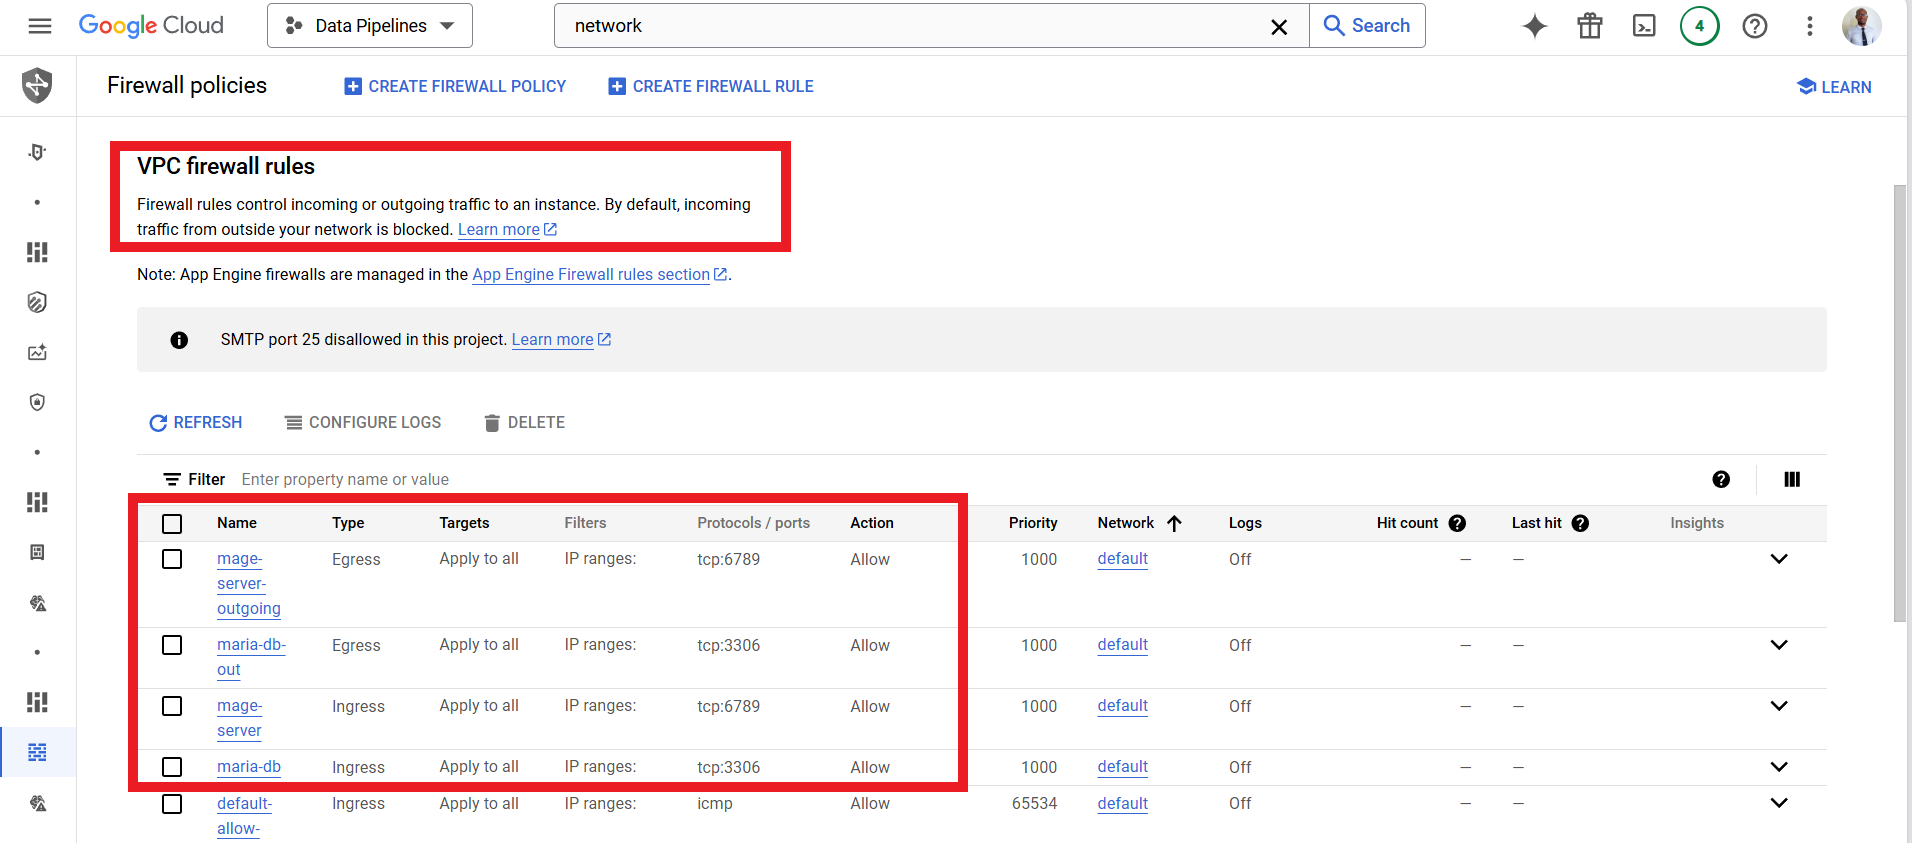 Google Cloud
Data Pipelines
network
Search
4
Firewall policies
CREATE FIREWALL POLICY
CREATE FIREWALL RULE
LEARN
VPC firewall rules
Firewall rules control incoming or outgoing traffic to an instance. By default, incoming
traffic from outside your network is blocked. Learn more
Note: App Engine firewalls are managed in the App Engine Firewall rules section.
SMTP port 25 disallowed in this project. Learn more
REFRESH
CONFIGURE LOGS
DELETE
Filter Enter property name or value
Name Type Targets Filters Protocols / ports Action Priority Network Logs Hit count Last hit Insights
mage- Egress Apply to all IP ranges: tcp:6789 Allow 1000 default Off — —
server-
outgoing
maria-db- Egress Apply to all IP ranges: tcp:3306 Allow 1000 default Off — —
out
mage- Ingress Apply to all IP ranges: tcp:6789 Allow 1000 default Off — —
server
maria-db Ingress Apply to all IP ranges: tcp:3306 Allow 1000 default Off — —
default- Ingress Apply to all IP ranges: icmp Allow 65534 default Off — —
allow-